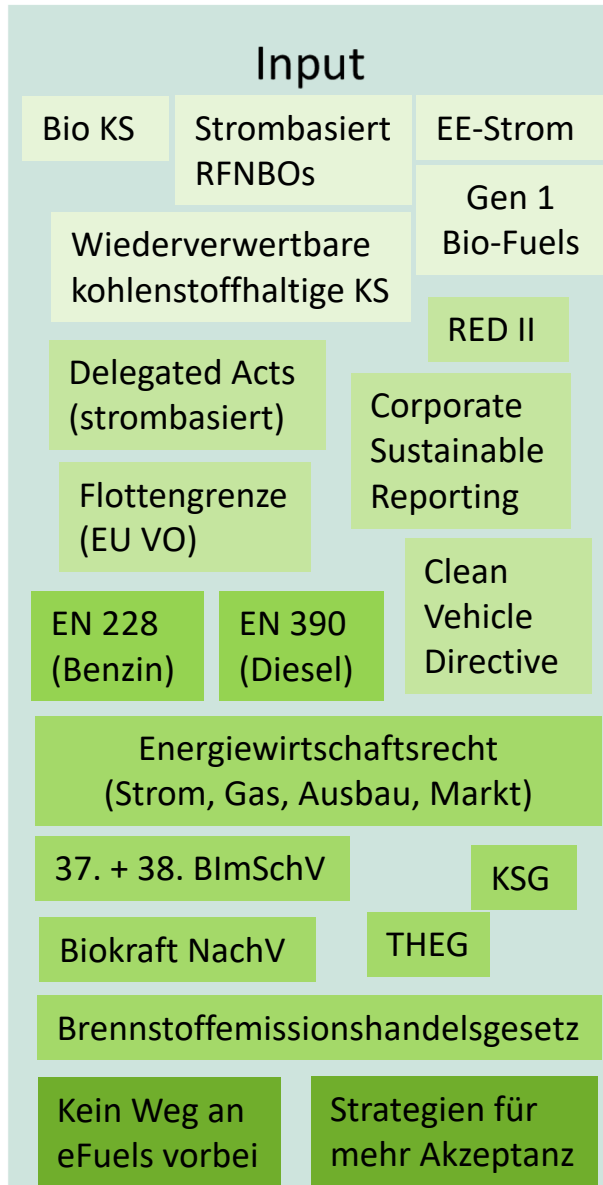 Input
Bio KS
Strombasiert
RFNBOs
EE-Strom
Gen 1
Bio-Fuels
Wiederverwertbare
kohlenstoffhaltige KS
RED II
Delegated Acts
(strombasiert)
Corporate
Sustainable
Reporting
Flottengrenze
(EU VO)
Clean
Vehicle
Directive
EN 228
(Benzin)
EN 390
(Diesel)
Energiewirtschaftsrecht
(Strom, Gas, Ausbau, Markt)
37. + 38. BImSchV
KSG
Biokraft NachV
THEG
Brennstoffemissionshandelsgesetz
Kein Weg an
eFuels vorbei
Strategien für
mehr Akzeptanz